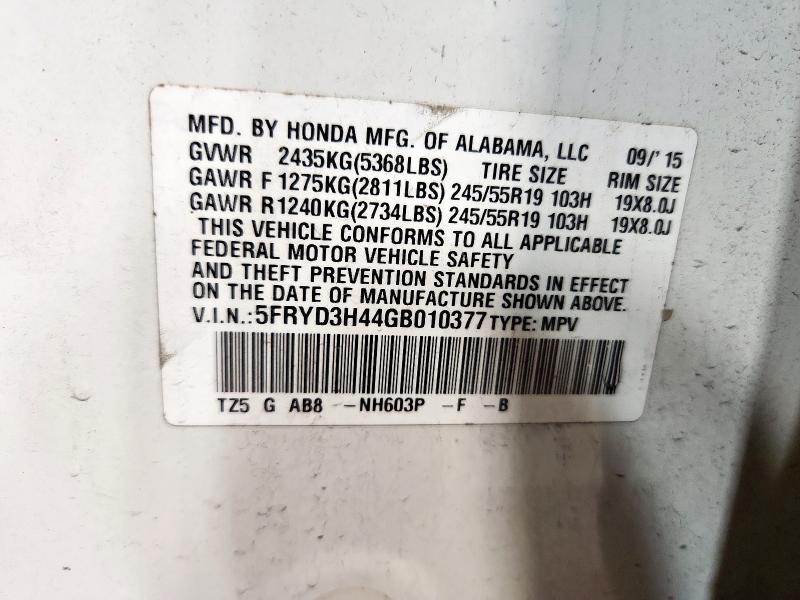 MFD. BY HONDA MFG. OF ALABAMA, LLC 09/'15
GVWR 2435KG(5368LBS) TIRE SIZE RIM SIZE
GAWR F 1275KG(2811LBS) 245/55R19 103H 19X8.0J
GAWR R1240KG(2734LBS) 245/55R19 103H 19X8.0J
THIS VEHICLE CONFORMS TO ALL APPLICABLE
FEDERAL MOTOR VEHICLE SAFETY
AND THEFT PREVENTION STANDARDS IN EFFECT
ON THE DATE OF MANUFACTURE SHOWN ABOVE.
V.I.N.:5FRYD3H44GB010377 TYPE: MPV
TZ5 G AB8 --NH603P -F -B